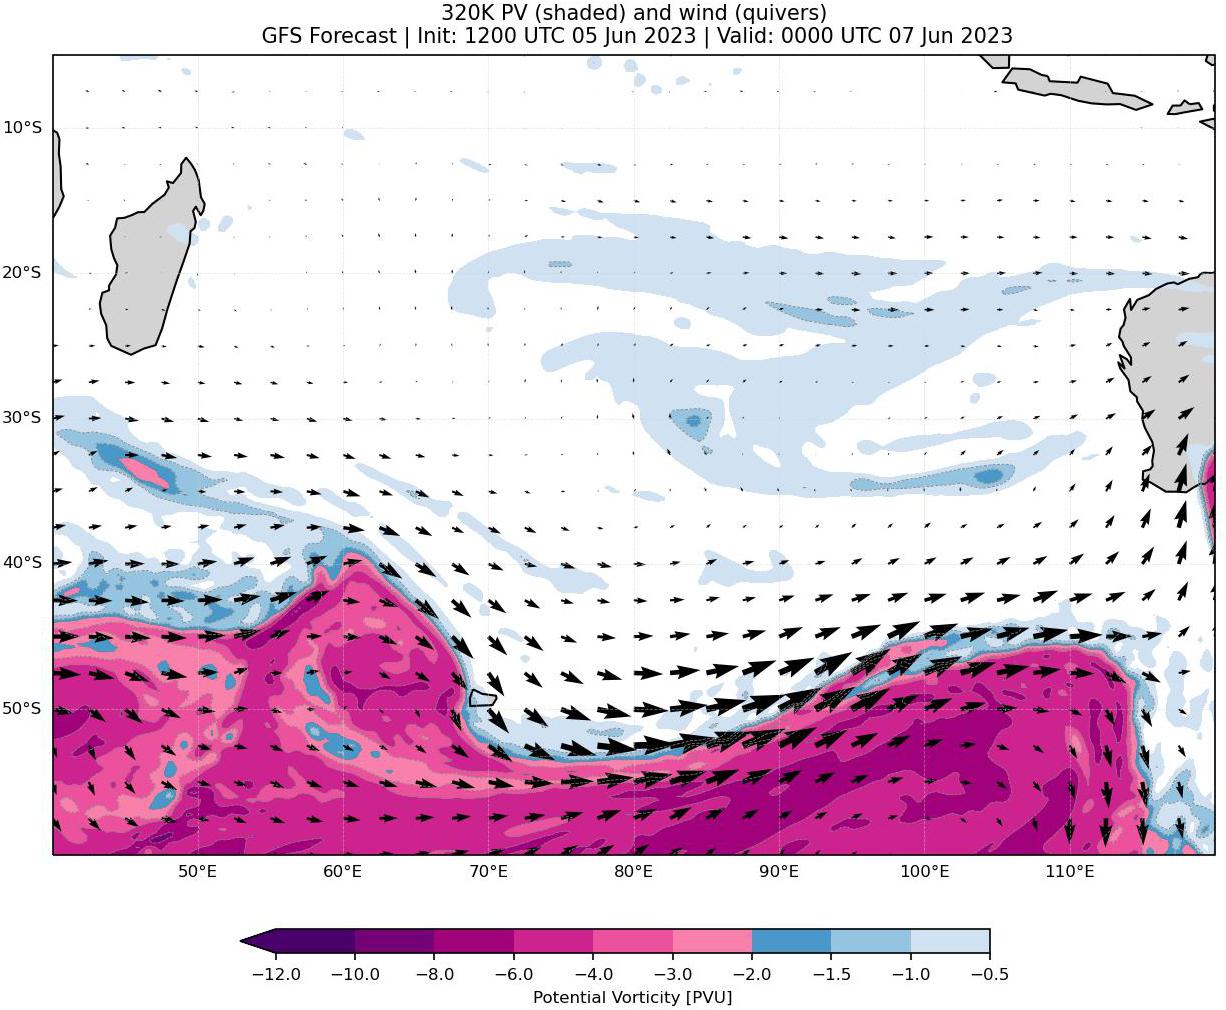 320K PV (shaded) and wind (quivers)
GFS Forecast | Init: 1200 UTC 05 Jun 2023 | Valid: 0000 UTC 07 Jun 2023
10°S
20°S
30°S
40°S
50°S
50°E 60°E 70°E 80°E 90°E 100°E 110°E
−12.0 −10.0 −8.0 −6.0 −4.0 −3.0 −2.0 −1.5 −1.0 −0.5
Potential Vorticity [PVU]